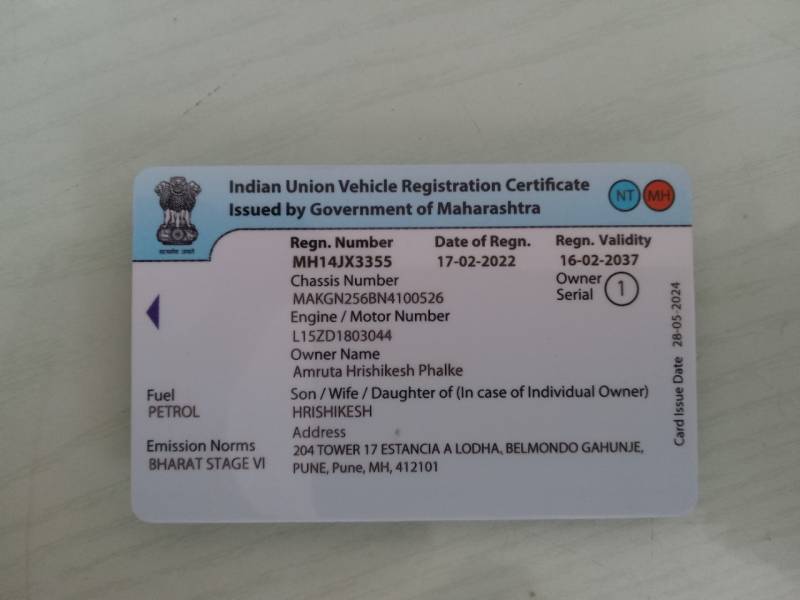 Indian Union Vehicle Registration Certificate
Issued by Government of Maharashtra
NT MH
सत्यमेव जयते
Regn. Number Date of Regn. Regn. Validity
MH14JX3355 17-02-2022 16-02-2037
Chassis Number
MAKGN256BN4100526
Owner
Serial 1
Engine / Motor Number
L15ZD1803044
Owner Name
Amruta Hrishikesh Phalke
Fuel
PETROL
Son / Wife / Daughter of (In case of Individual Owner)
HRISHIKESH
Emission Norms
BHARAT STAGE VI
Address
204 TOWER 17 ESTANCIA A LODHA, BELMONDO GAHUNJE,
PUNE, Pune, MH, 412101
Card Issue Date 28-05-2024